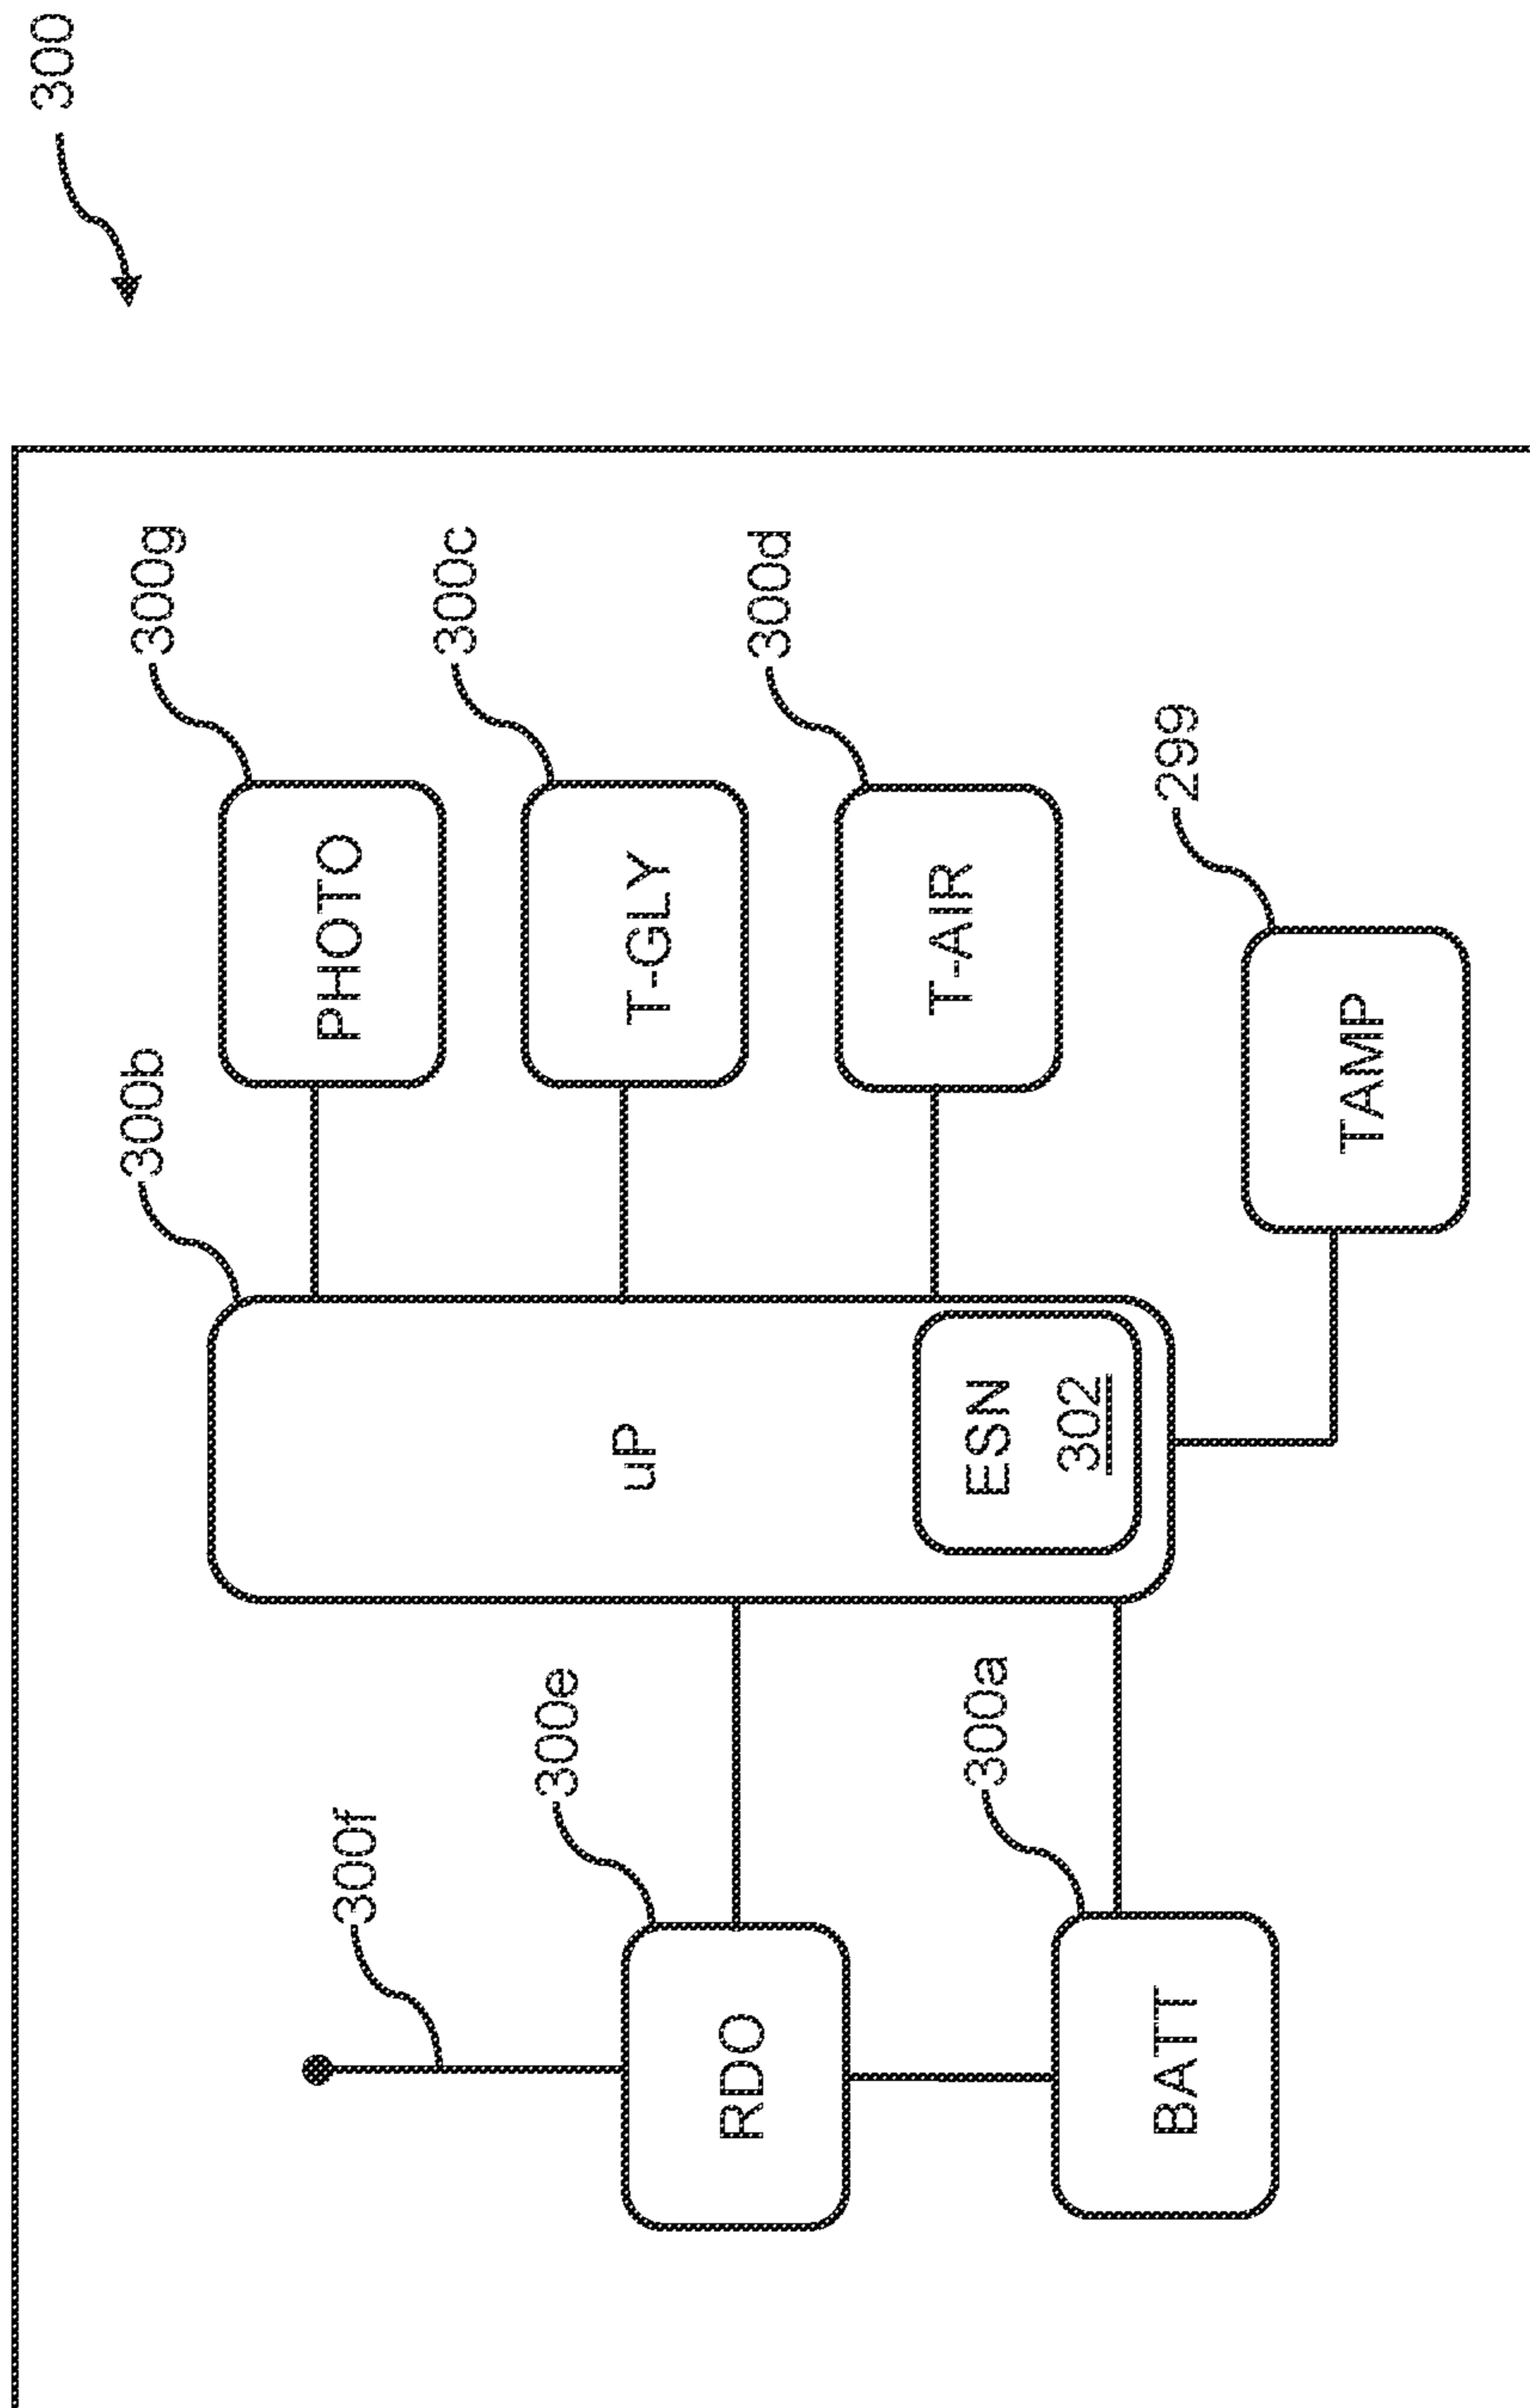 300
300g
PHOTO
300c
T-GLY
300d
T-AIR
299
TAMP
300b
uP
ESN
302
300e
RDO
300f
300a
BATT